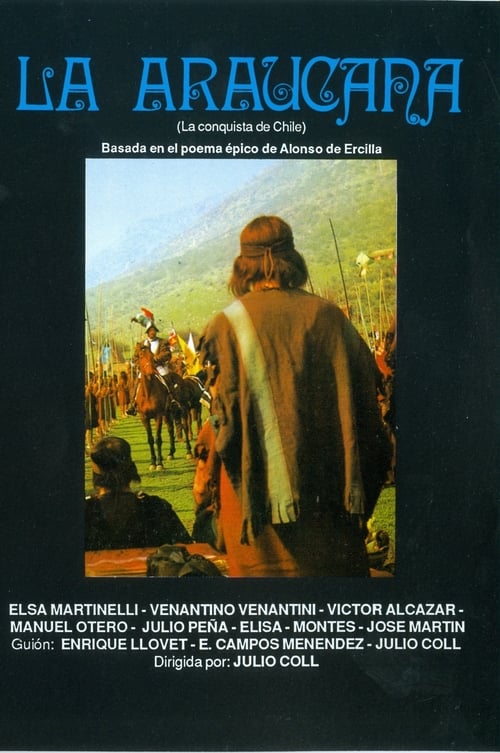 LA ARAUCANA
(La conquista de Chile)
Basada en el poema épico de Alonso de Ercilla
ELSA MARTINELLI - VENANTINO VENANTINI - VICTOR ALCAZAR -
MANUEL OTERO - JULIO PEÑA - ELISA - MONTES - JOSE MARTIN
Guión: ENRIQUE LLOVET - E. CAMPOS MENENDEZ - JULIO COLL
Dirigida por: JULIO COLL